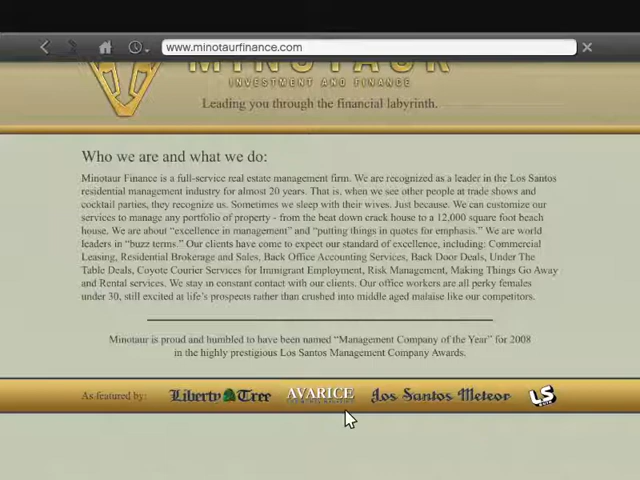 www.minotaurfinance.com
MINOTAUR
INVESTMENT AND FINANCE
Leading you through the financial labyrinth.
Who we are and what we do:
Minotaur Finance is a full-service real estate management firm. We are recognized as a leader in the Los Santos
residential management industry for almost 20 years. That is, when we see other people at trade shows and
cocktail parties, they recognize us. Sometimes we sleep with their wives. Just because. We can customize our
services to manage any portfolio of property - from the beat down crack house to a 12,000 square foot beach
house. We are about “excellence in management” and “putting things in quotes for emphasis.” We are world
leaders in “buzz terms.” Our clients have come to expect our standard of excellence, including: Commercial
Leasing, Residential Brokerage and Sales, Back Office Accounting Services, Back Door Deals, Under The
Table Deals, Coyote Courier Services for Immigrant Employment, Risk Management, Making Things Go Away
and Rental services. We stay in constant contact with our clients. Our office workers are all perky females
under 30, still excited at life’s prospects rather than crushed into middle aged malaise like our competitors.
Minotaur is proud and humbled to have been named “Management Company of the Year” for 2008
in the highly prestigious Los Santos Management Company Awards.
As featured by: Liberty Tree AVARICE Los Santos Meteor LS